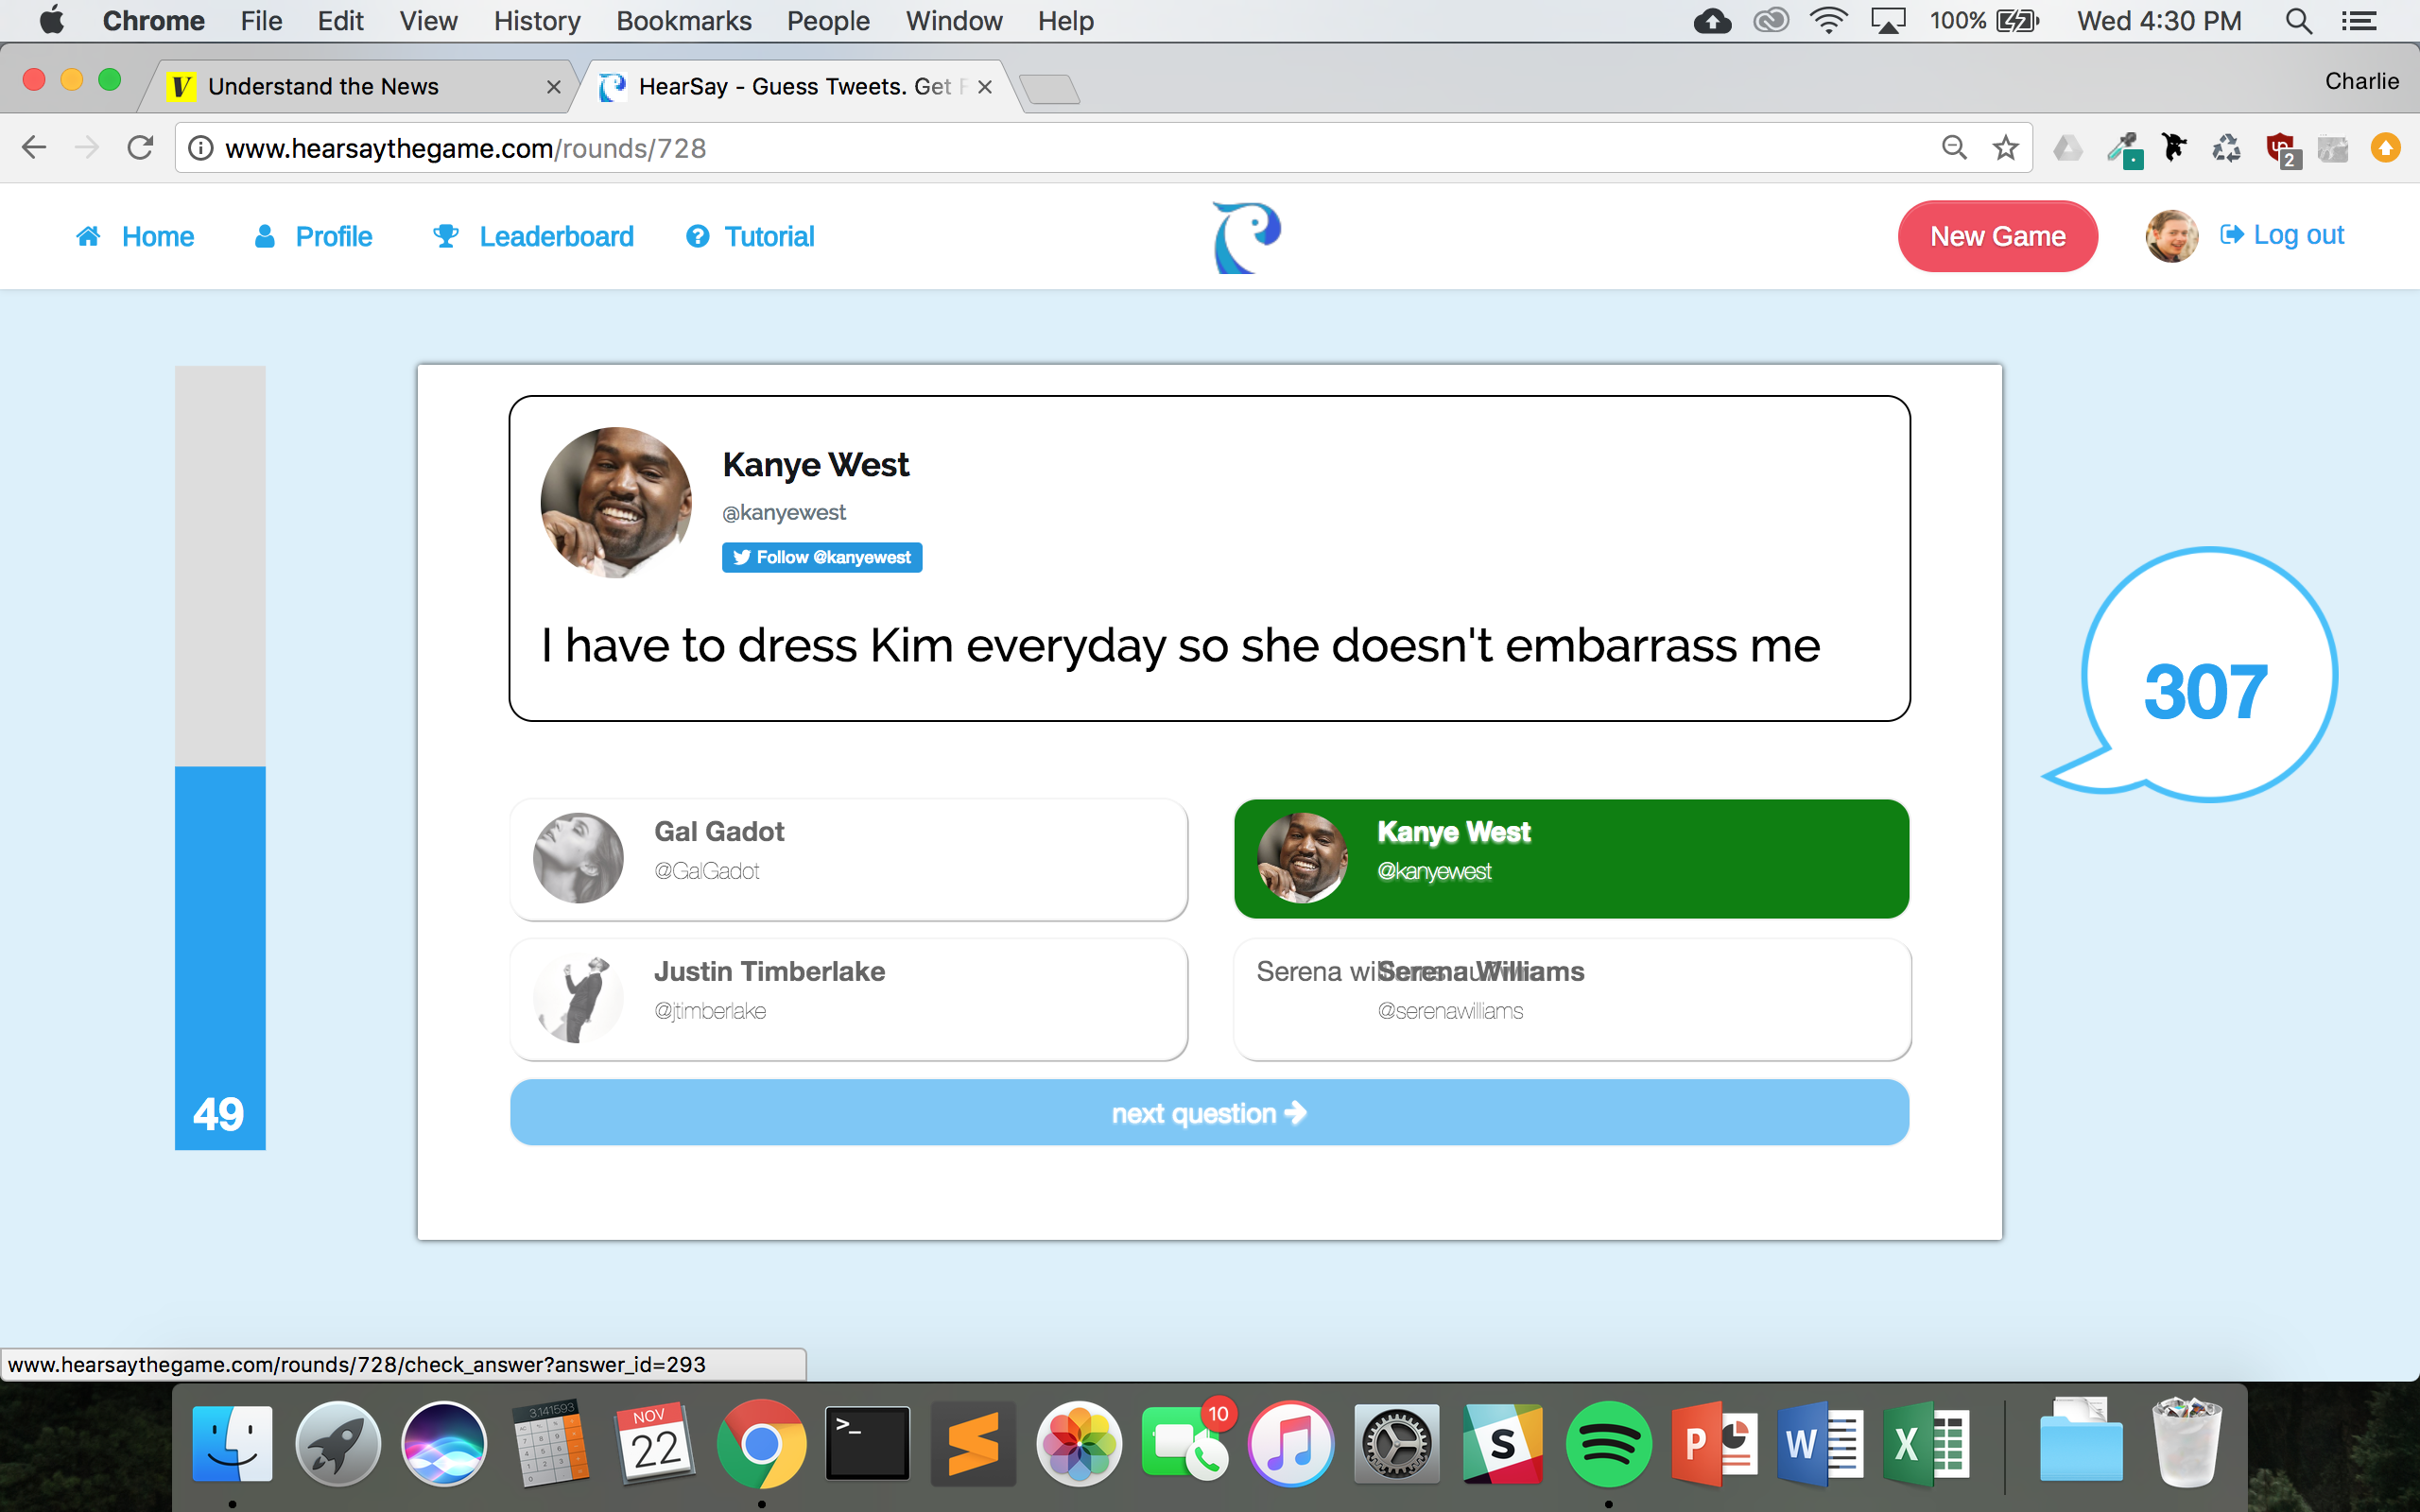 Chrome File Edit View History Bookmarks People Window Help 100% Wed 4:30 PM
V Understand the News HearSay - Guess Tweets. Get Charlie
www.hearsaythegame.com/rounds/728 2
Home Profile Leaderboard Tutorial New Game Log out
Kanye West
@kanyewest
Follow @kanyewest
I have to dress Kim everyday so she doesn't embarrass me
307
Gal Gadot
@GalGadot
Kanye West
@kanyewest
Justin Timberlake
@jtimberlake
Serena Williams
@serenawilliams
next question
49
www.hearsaythegame.com/rounds/728/check_answer?answer_id=293
3.141593
NOV
22
>_
10
S
P
W
X